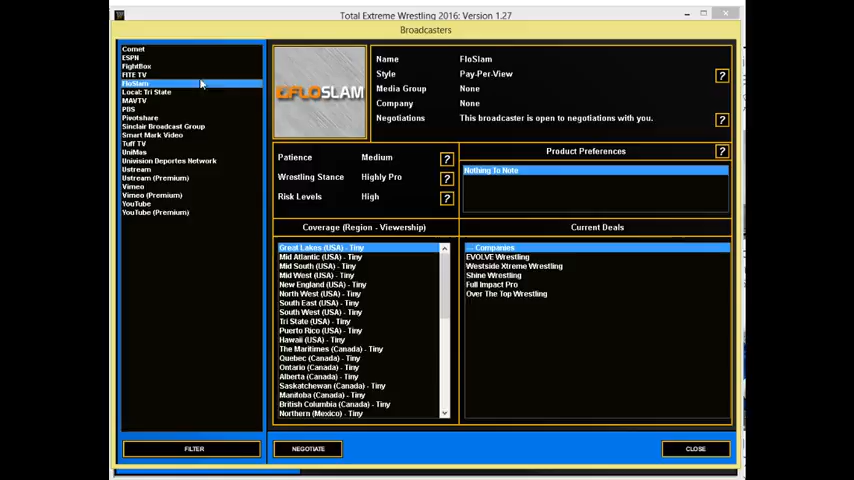 Total Extreme Wrestling 2016: Version 1.27
Broadcasters
Comet
ESPN
FightBox
FITE TV
FloSlam
Local: Tri State
MAVTV
PBS
Pivotshare
Sinclair Broadcast Group
Smart Mark Video
Tuff TV
UniMas
Univision Deportes Network
Ustream
Ustream (Premium)
Vimeo
Vimeo (Premium)
YouTube
YouTube (Premium)
FILTER
FLOSLAM
Name FloSlam
Style Pay-Per-View ?
Media Group None
Company None
Negotiations This broadcaster is open to negotiations with you. ?
Patience Medium ?
Wrestling Stance Highly Pro ?
Risk Levels High ?
Product Preferences ?
Nothing To Note
Coverage (Region - Viewership)
Great Lakes (USA) - Tiny
Mid Atlantic (USA) - Tiny
Mid South (USA) - Tiny
Mid West (USA) - Tiny
New England (USA) - Tiny
North West (USA) - Tiny
South East (USA) - Tiny
South West (USA) - Tiny
Tri State (USA) - Tiny
Puerto Rico (USA) - Tiny
Hawaii (USA) - Tiny
The Maritimes (Canada) - Tiny
Quebec (Canada) - Tiny
Ontario (Canada) - Tiny
Alberta (Canada) - Tiny
Saskatchewan (Canada) - Tiny
Manitoba (Canada) - Tiny
British Columbia (Canada) - Tiny
Northern (Mexico) - Tiny
Current Deals
... Companies
EVOLVE Wrestling
Westside Xtreme Wrestling
Shine Wrestling
Full Impact Pro
Over The Top Wrestling
NEGOTIATE
CLOSE